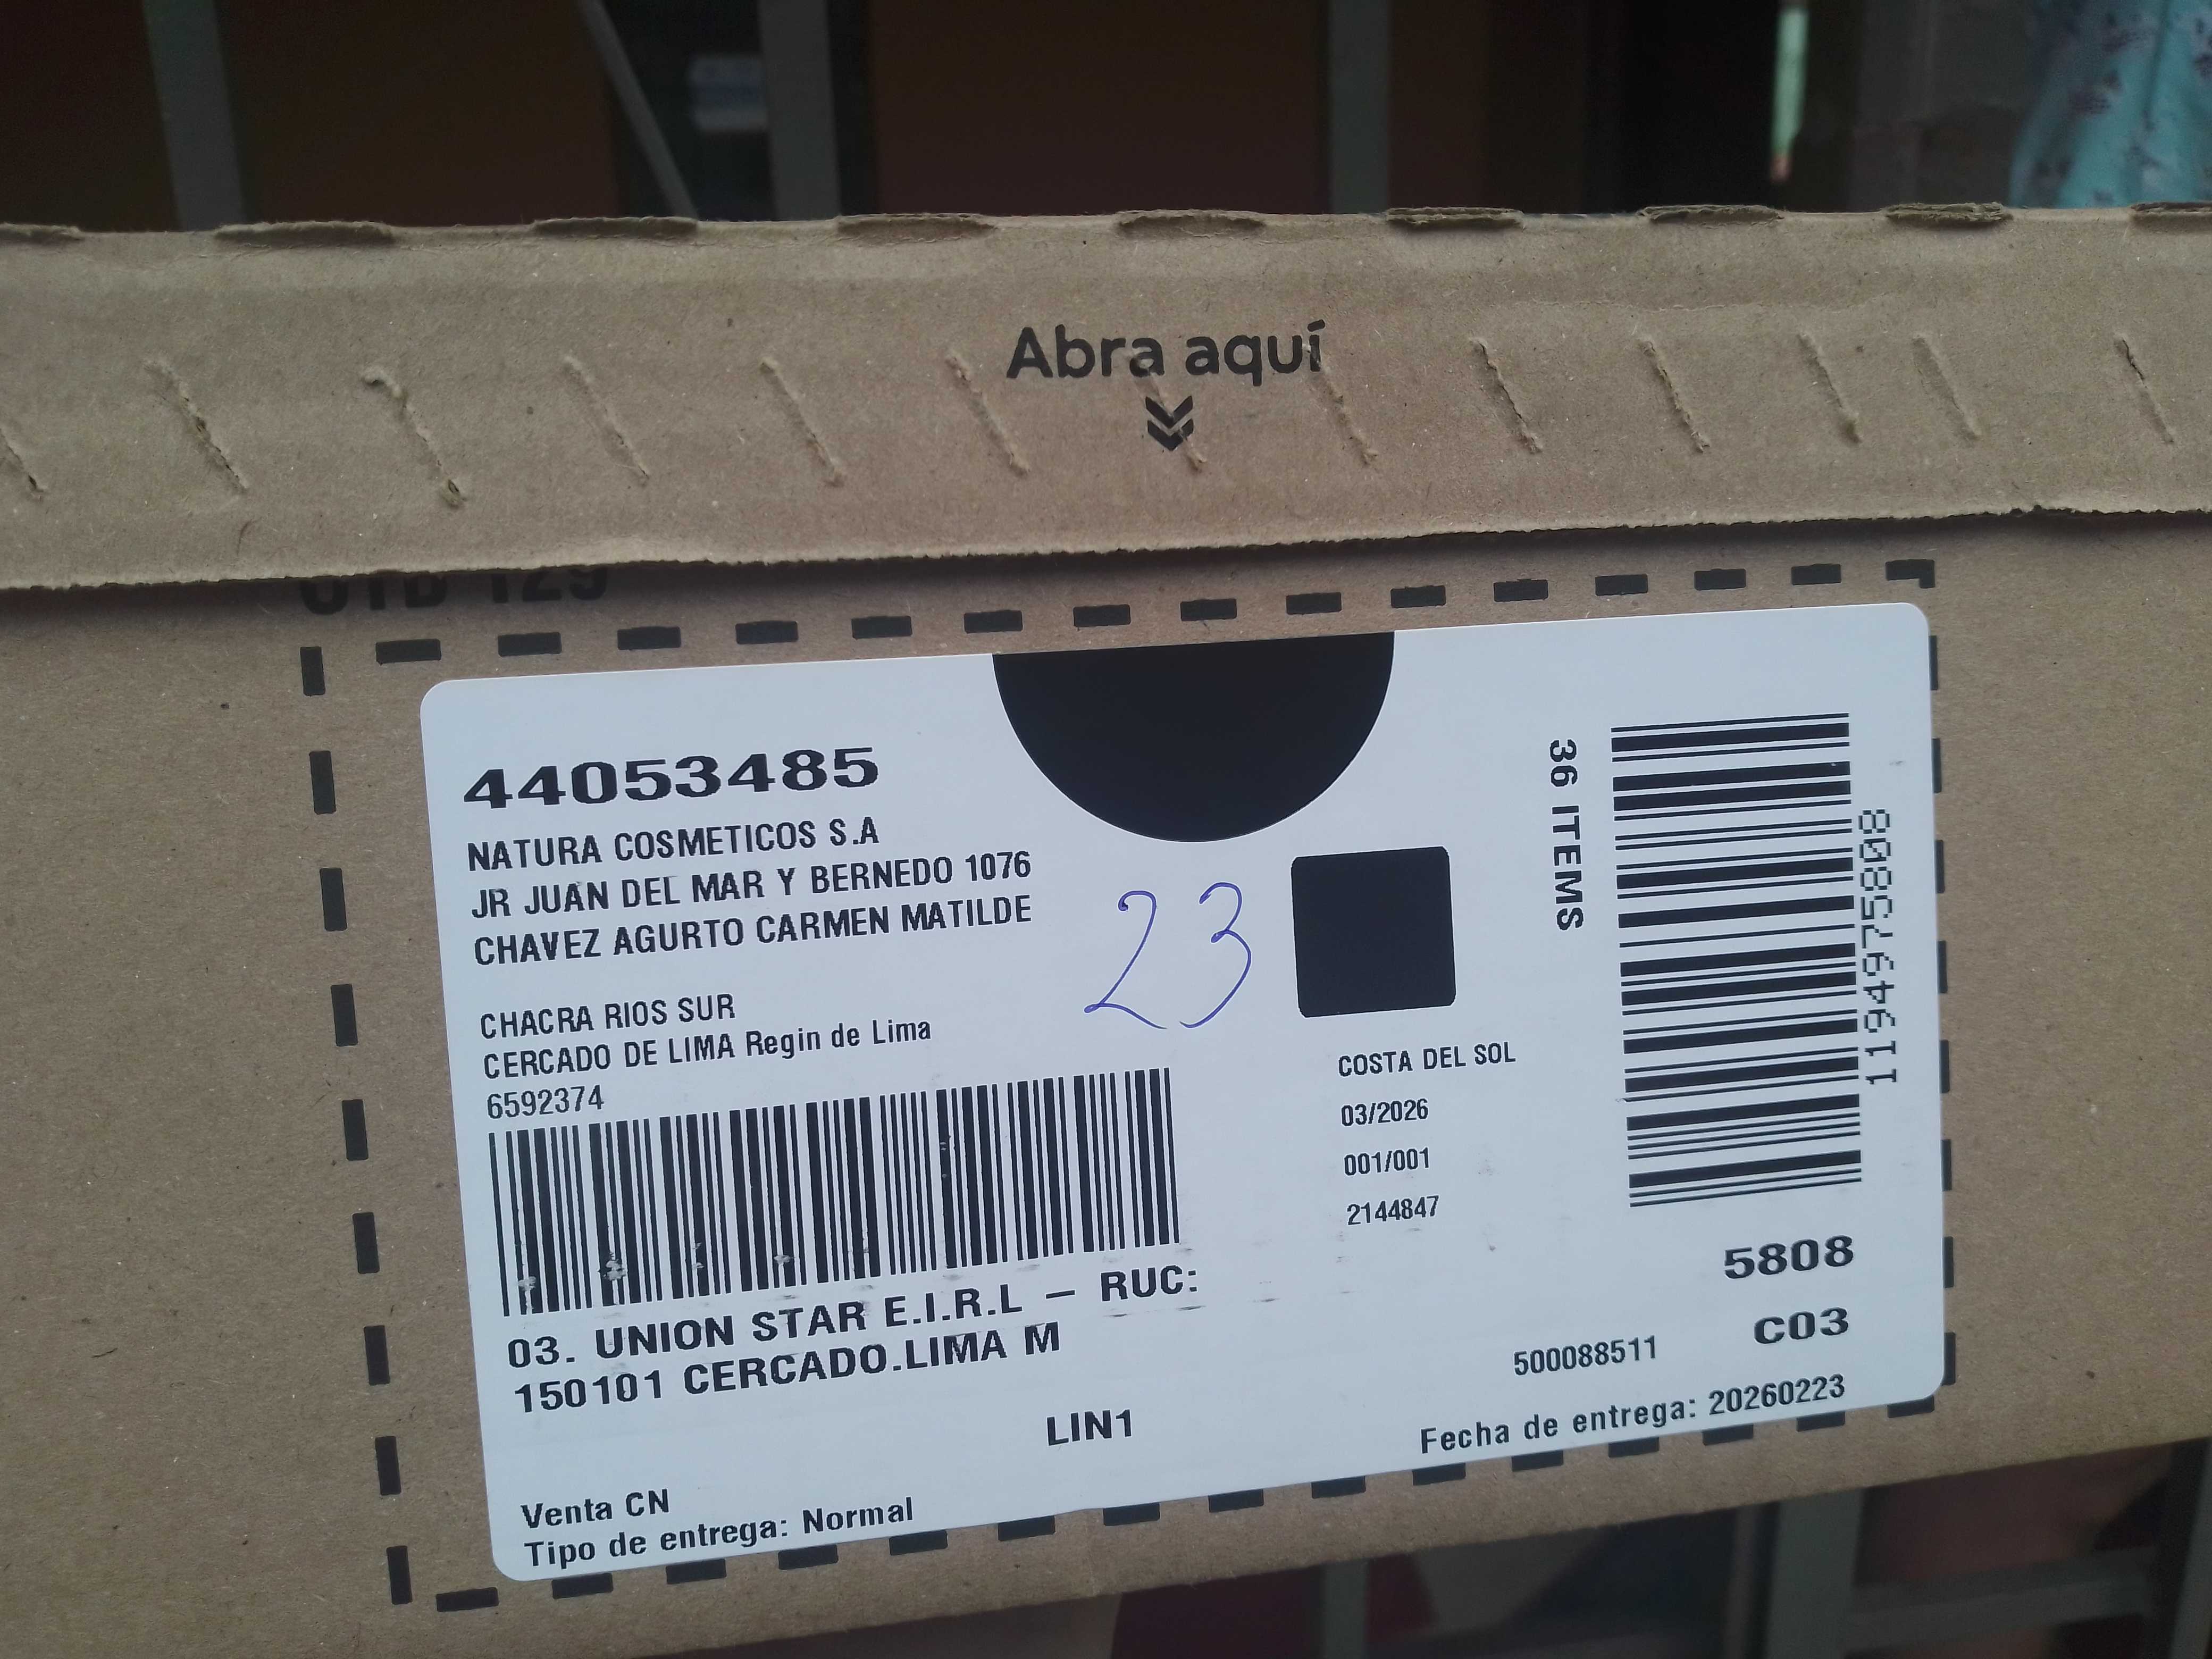 Abra aquí
44053485
NATURA COSMETICOS S.A
JR JUAN DEL MAR Y BERNEDO 1076
CHAVEZ AGURTO CARMEN MATILDE
23
CHACRA RIOS SUR
CERCADO DE LIMA Regin de Lima
6592374
36 ITEMS
1194975808
COSTA DEL SOL
03/2026
001/001
2144847
03. UNION STAR E.I.R.L – RUC:
150101 CERCADO.LIMA M
5808
C03
500088511
LIN1
Fecha de entrega: 20260223
Venta CN
Tipo de entrega: Normal